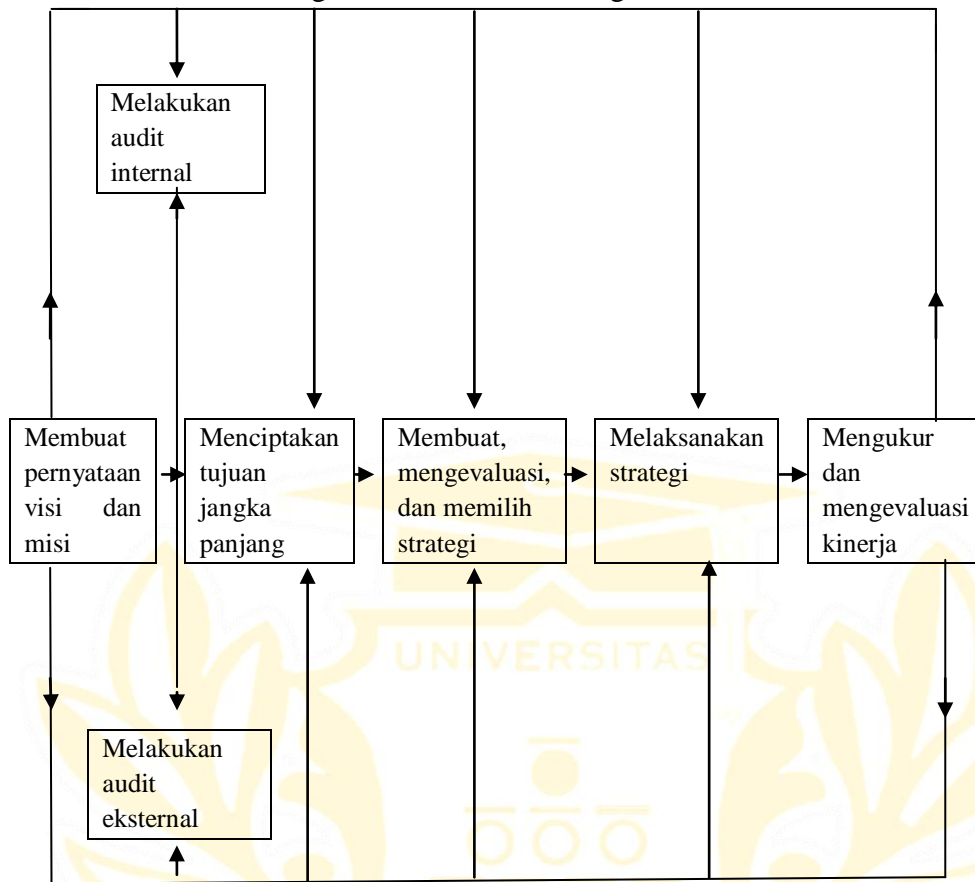 Melakukan
audit
internal
Membuat
pernyataan
visi dan
misi
Menciptakan
tujuan
jangka
panjang
Membuat,
mengevaluasi,
dan memilih
strategi
Melaksanakan
strategi
Mengukur
dan
mengevaluasi
kinerja
UNIVERSITAS
Melakukan
audit
eksternal